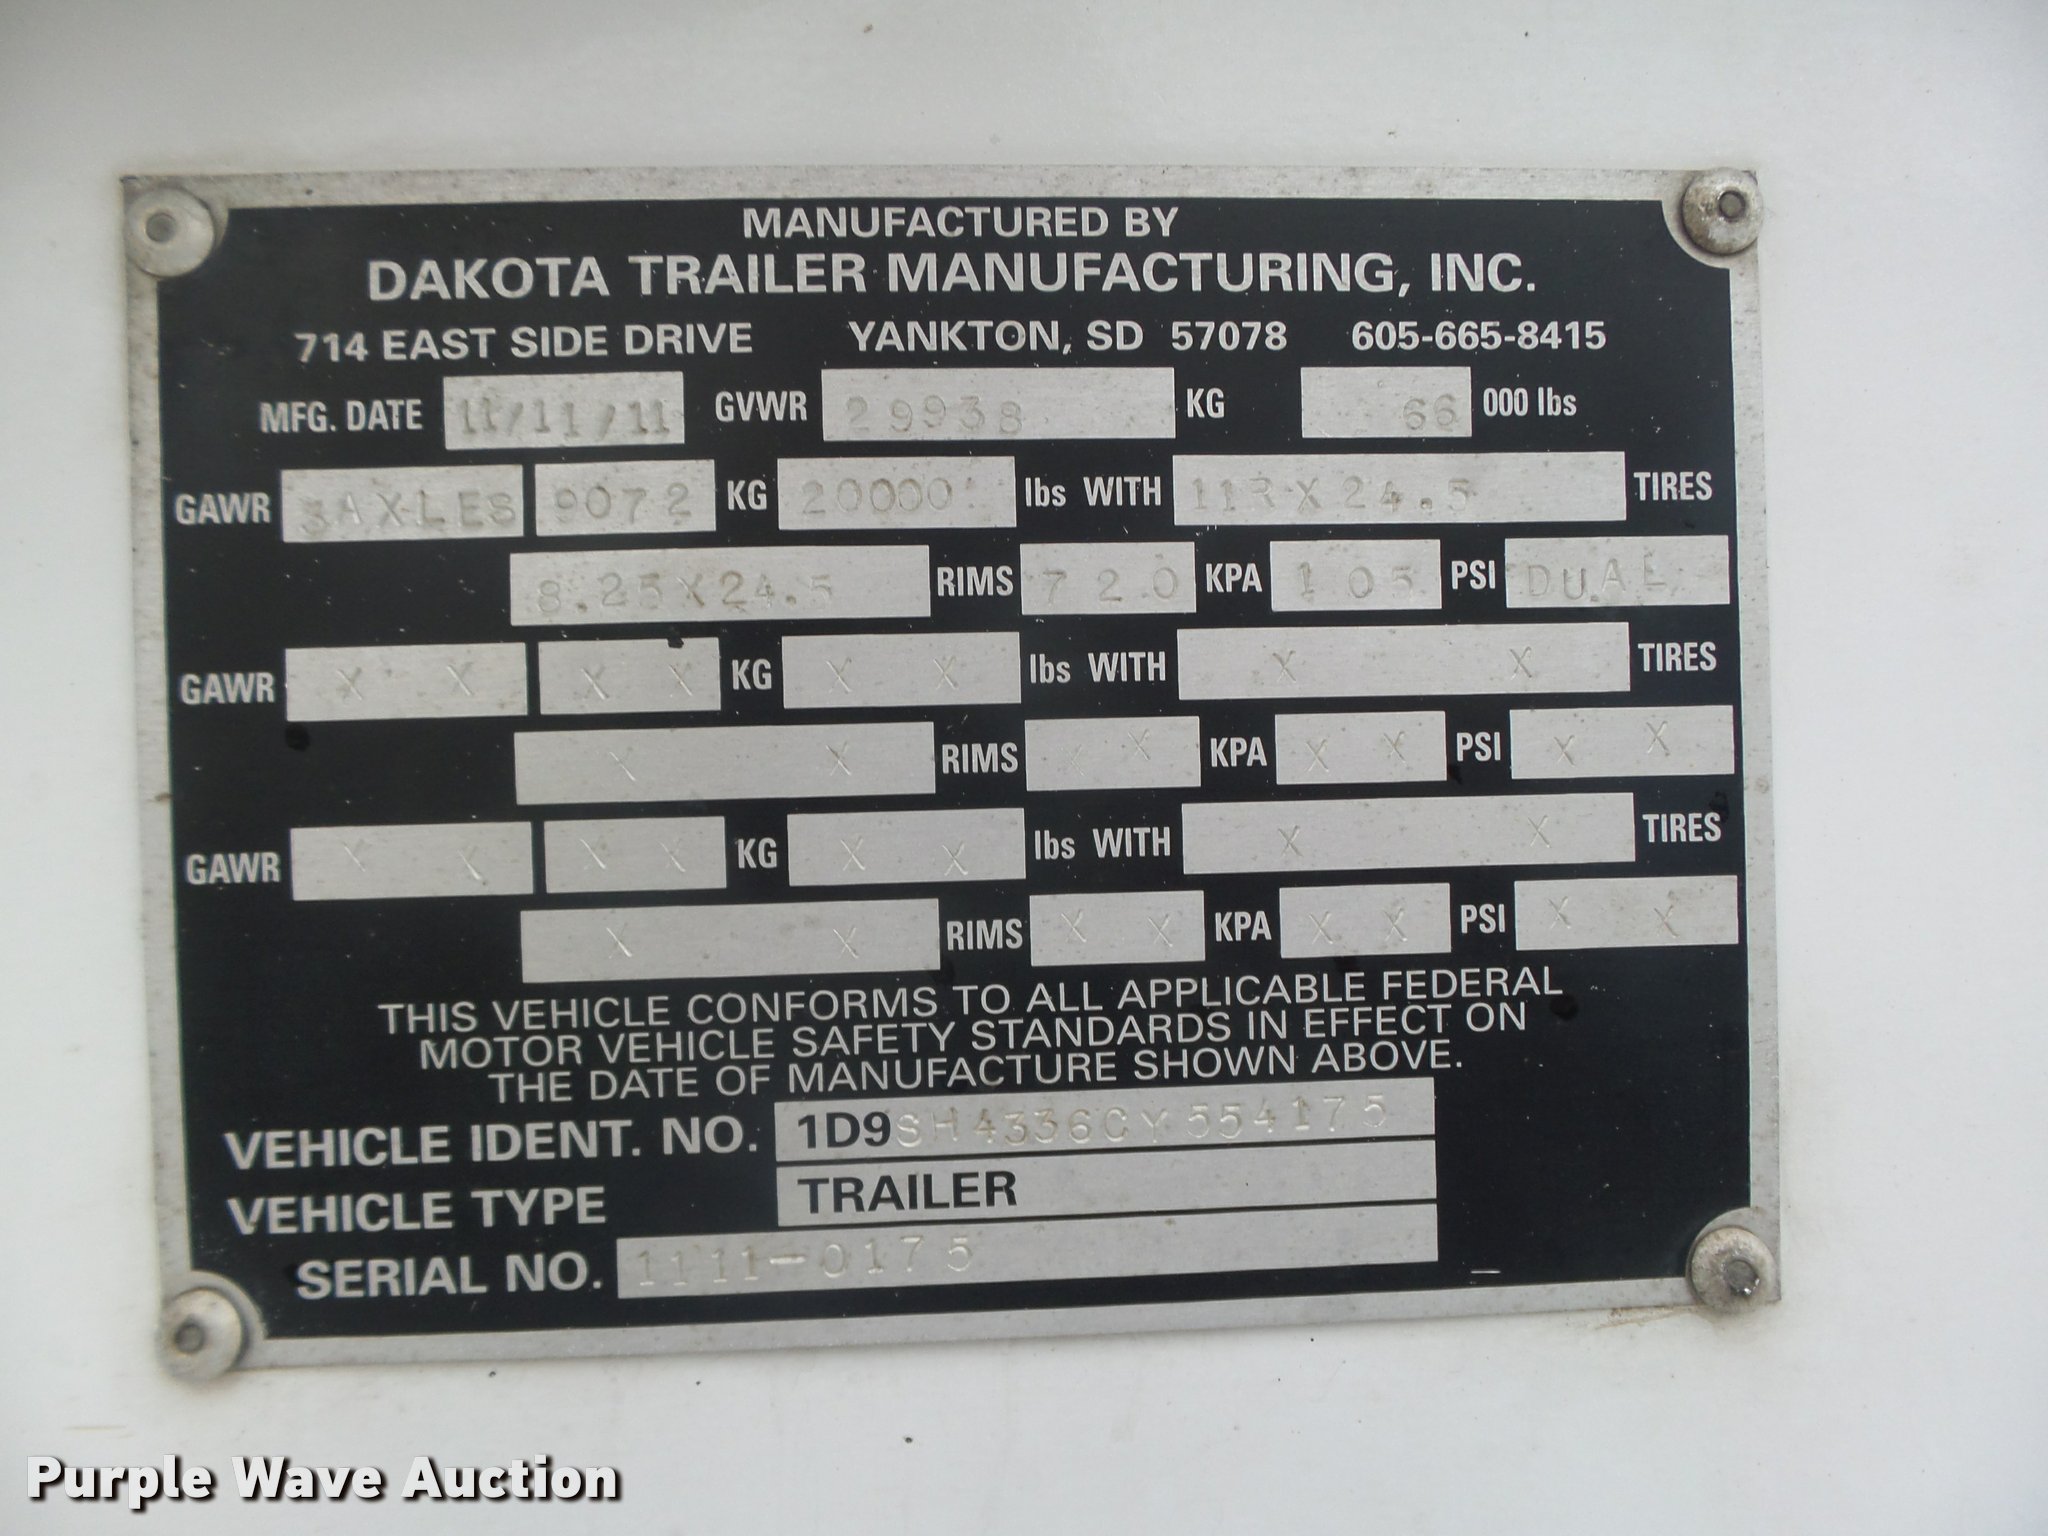 MANUFACTURED BY
DAKOTA TRAILER MANUFACTURING, INC.
714 EAST SIDE DRIVE YANKTON, SD 57078 605-665-8415
MFG. DATE 11/11/11 GVWR 29938 KG 66 000 lbs
GAWR 3AXLES 9072 KG 20000 lbs WITH 11RX24.5 TIRES
8.25X24.5 RIMS 720 KPA 105 PSI DUAL
GAWR X X X X KG X X lbs WITH X X TIRES
X X RIMS X X KPA X X PSI X X
GAWR X X X X KG X X lbs WITH X X TIRES
X X RIMS X X KPA X X PSI X X
THIS VEHICLE CONFORMS TO ALL APPLICABLE FEDERAL
MOTOR VEHICLE SAFETY STANDARDS IN EFFECT ON
THE DATE OF MANUFACTURE SHOWN ABOVE.
VEHICLE IDENT. NO. 1D9SH4336CY554175
VEHICLE TYPE TRAILER
SERIAL NO. 1111-0175
Purple Wave Auction